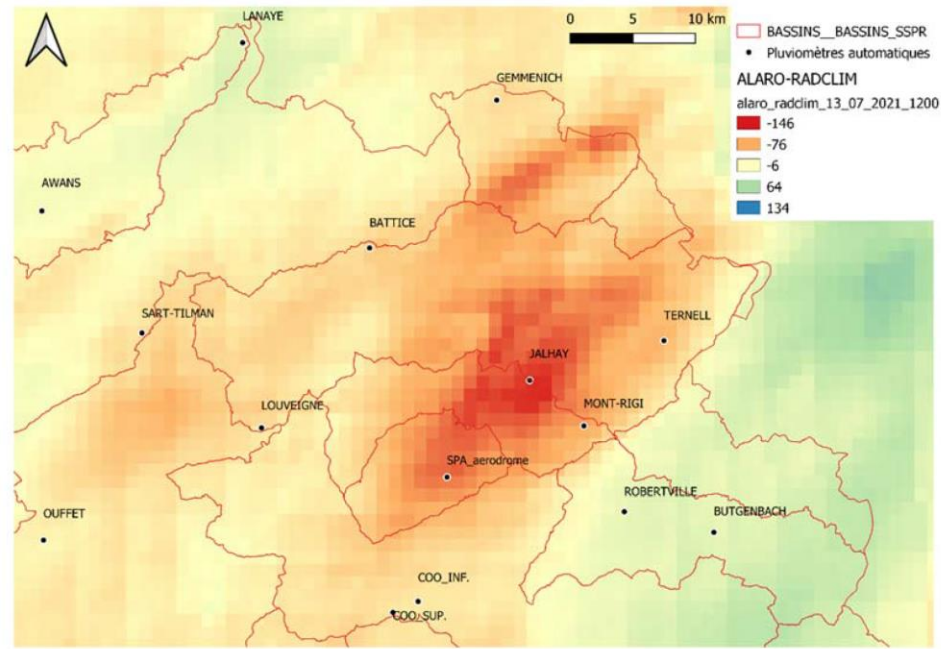 LANAYE
0 5 10 km
BASSINS__BASSINS_SSPR
Pluviomètres automatiques
ALARO-RADCLIM
alaro_radclim_13_07_2021_1200
-146
-76
-6
64
134
GEMMENICH
AWANS
BATTICE
SART-TILMAN
TERNELL
JALHAY
LOUVEIGNE
MONT-RIGI
SPA_aerodrome
ROBERTVILLE
OUFFET
BUTGENBACH
COO_INF.
COO_SUP.